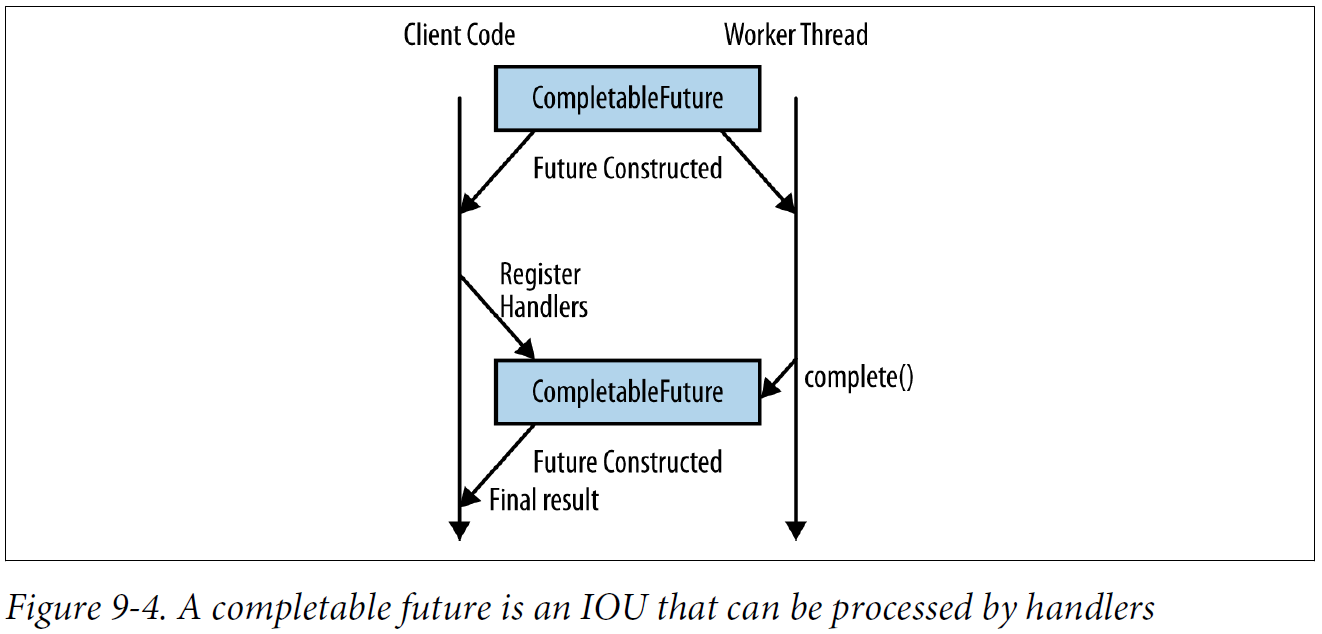 Client Code
Worker Thread
CompletableFuture
Future Constructed
Register
Handlers
CompletableFuture
complete()
Future Constructed
Final result
Figure 9-4. A completable future is an IOU that can be processed by handlers